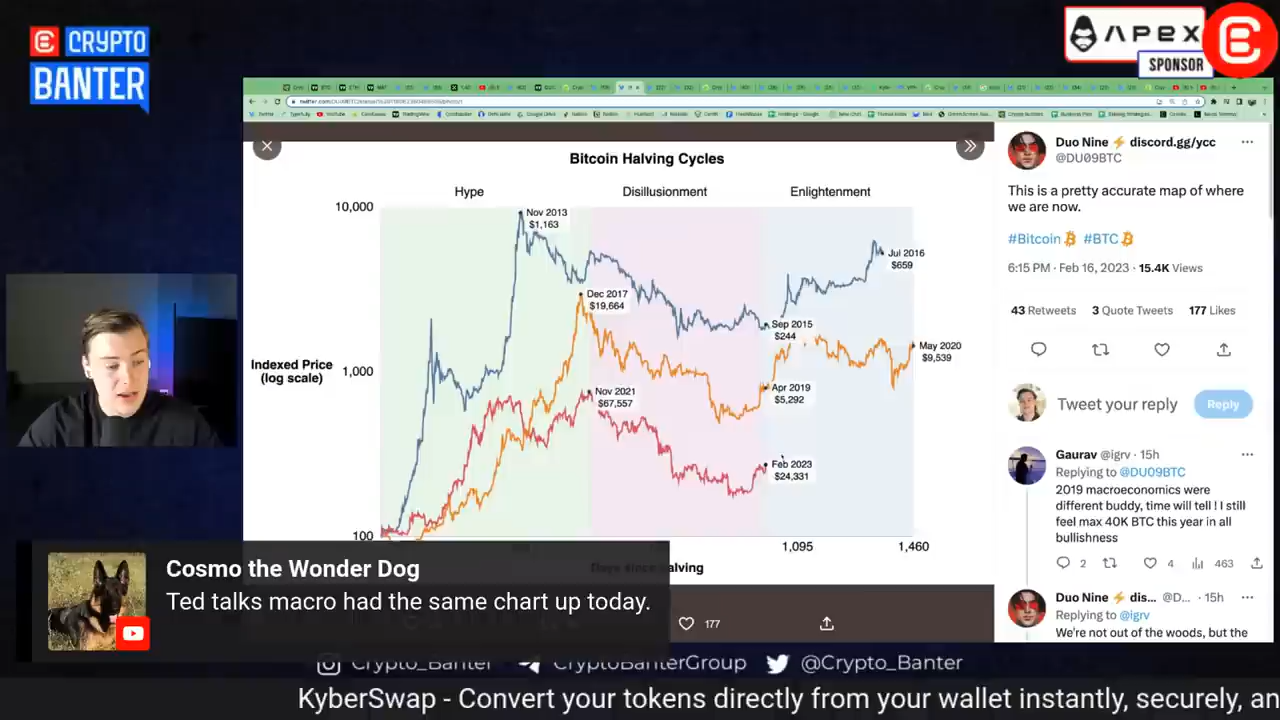 CRYPTO
BANTER
APEX
SPONSOR
Bitcoin Halving Cycles
Hype
Disillusionment
Enlightenment
10,000
1,000
100
Indexed Price
(log scale)
Nov 2013
$1,163
Dec 2017
$19,664
Nov 2021
$67,557
Jul 2016
$659
Sep 2015
$244
May 2020
$9,539
Apr 2019
$5,292
Feb 2023
$24,331
1,095
1,460
alving
177
Duo Nine ⚡ discord.gg/ycc
@DU09BTC
This is a pretty accurate map of where
we are now.
#Bitcoin #BTC
6:15 PM · Feb 16, 2023 · 15.4K Views
43 Retweets 3 Quote Tweets 177 Likes
Tweet your reply
Reply
Gaurav @igrv · 15h
Replying to @DU09BTC
2019 macroeconomics were
different buddy, time will tell ! I still
feel max 40K BTC this year in all
bullishness
2
4
463
Duo Nine ⚡ dis... @D... · 15h
Replying to @igrv
We're not out of the woods, but the
Cosmo the Wonder Dog
Ted talks macro had the same chart up today.
Crypto_Banter CryptoBanterGroup @Crypto_Banter
KyberSwap - Convert your tokens directly from your wallet instantly, securely, an